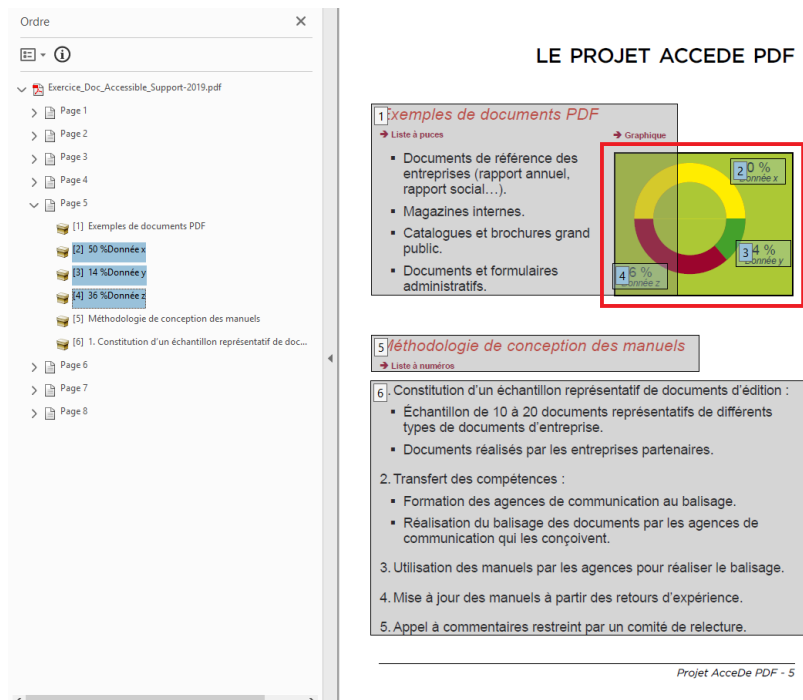 Ordre
Exercice_Doc_Accessible_Support-2019.pdf
Page 1
Page 2
Page 3
Page 4
Page 5
[1] Exemples de documents PDF
[2] 50 %Donnée x
[3] 14 %Donnée y
[4] 36 %Donnée z
[5] Méthodologie de conception des manuels
[6] 1. Constitution d'un échantillon représentatif de doc...
Page 6
Page 7
Page 8
LE PROJET ACCEDE PDF
1 Exemples de documents PDF
➔ Liste à puces
➔ Graphique
▪ Documents de référence des
entreprises (rapport annuel,
rapport social…).
▪ Magazines internes.
▪ Catalogues et brochures grand
public.
▪ Documents et formulaires
administratifs.
2 0 %
Donnée x
3 4 %
Donnée y
4 6 %
Donnée z
5 Méthodologie de conception des manuels
➔ Liste à numéros
6 . Constitution d'un échantillon représentatif de documents d'édition :
▪ Échantillon de 10 à 20 documents représentatifs de différents
types de documents d'entreprise.
▪ Documents réalisés par les entreprises partenaires.
2. Transfert des compétences :
▪ Formation des agences de communication au balisage.
▪ Réalisation du balisage des documents par les agences de
communication qui les conçoivent.
3. Utilisation des manuels par les agences pour réaliser le balisage.
4. Mise à jour des manuels à partir des retours d'expérience.
5. Appel à commentaires restreint par un comité de relecture.
Projet AcceDe PDF - 5